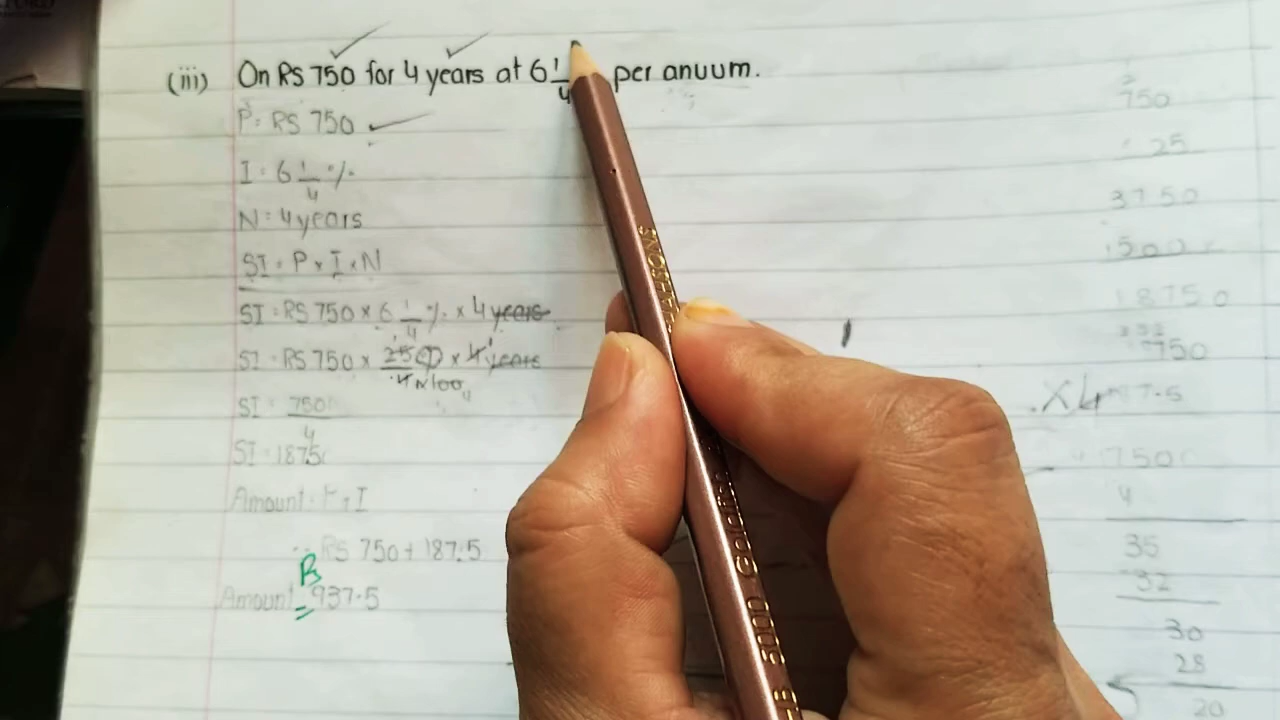 (iii) On Rs 750 for 4 years at 6 1/4 per anuum.
P = RS 750
I = 6 1/4 %
N = 4 years
SI = P × I × N
SI = RS 750 × 6 1/4 % × 4 years
SI = RS 750 × 25 / 4 × 100 × 4 years
SI = 750 / 4
SI = 187.5
Amount = P + I
RS 750 + 187.5
Amount = Rs 937.5
750
25
3750
1500
18750
750
×4
750
4
35
32
30
28
20